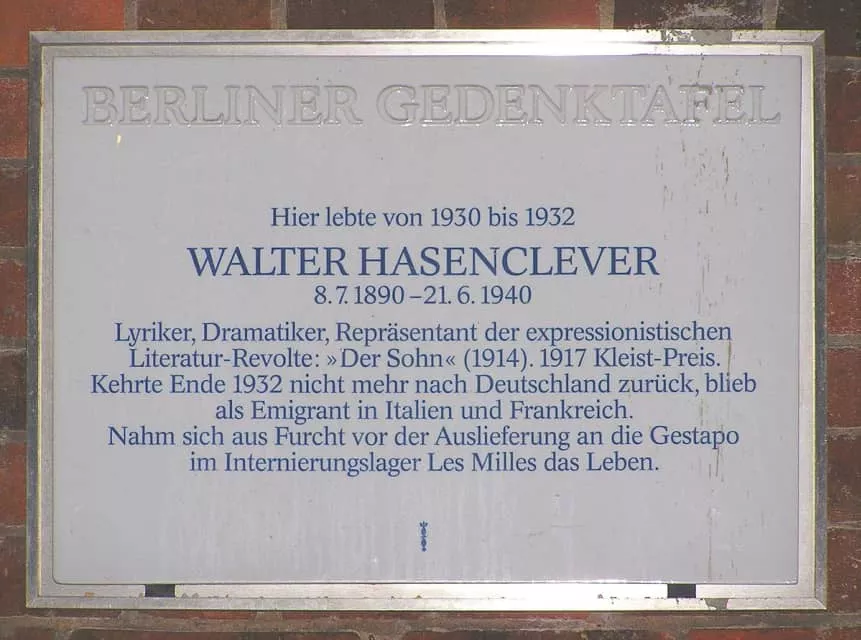 BERLINER GEDENKTAFEL
Hier lebte von 1930 bis 1932
WALTER HASENCLEVER
8.7.1890–21.6.1940
Lyriker, Dramatiker, Repräsentant der expressionistischen
Literatur-Revolte: »Der Sohn« (1914). 1917 Kleist-Preis.
Kehrte Ende 1932 nicht mehr nach Deutschland zurück, blieb
als Emigrant in Italien und Frankreich.
Nahm sich aus Furcht vor der Auslieferung an die Gestapo
im Internierungslager Les Milles das Leben.